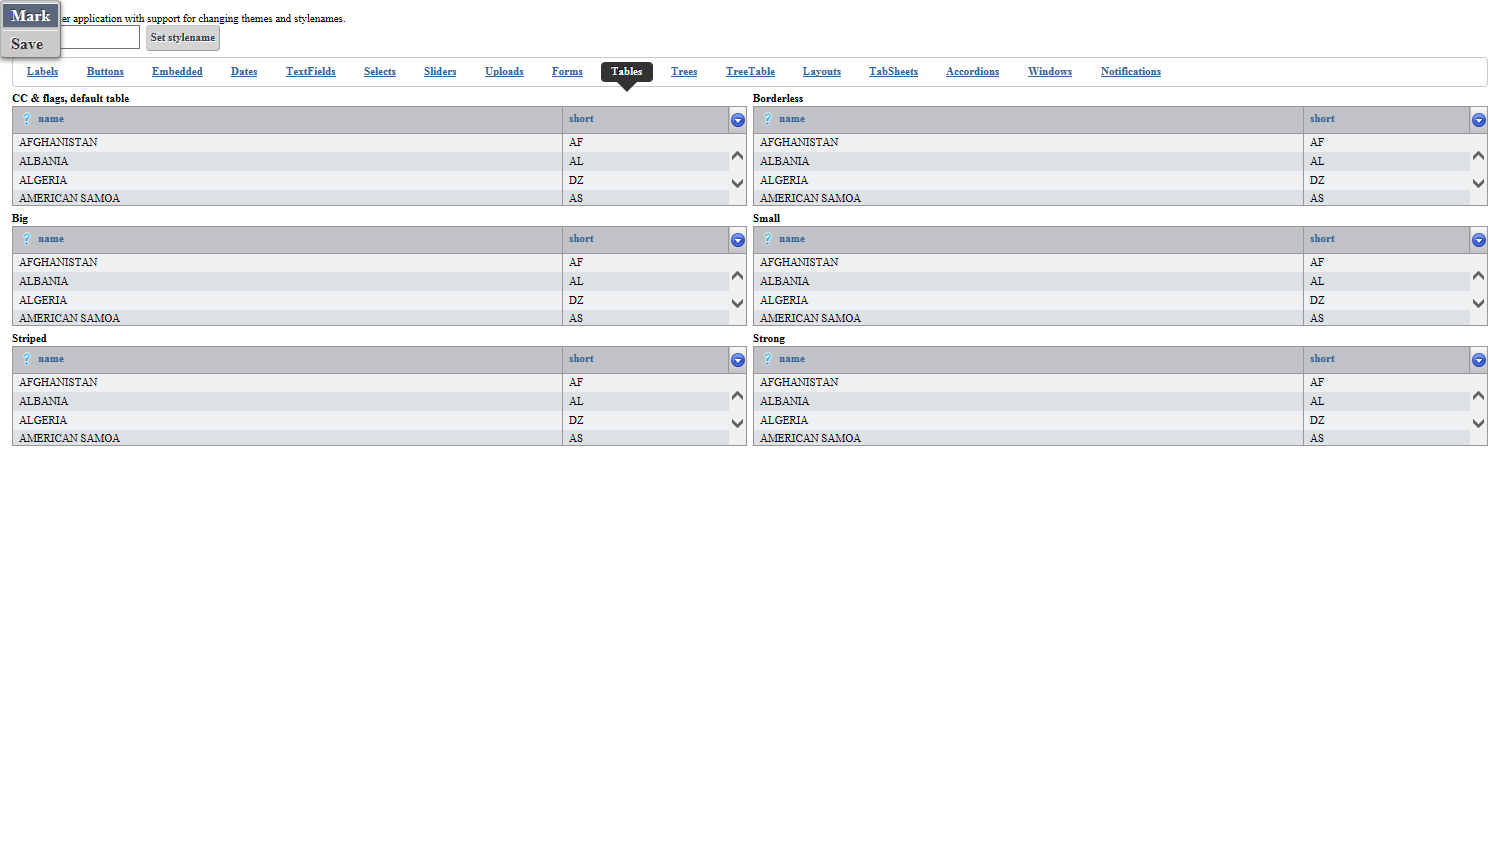 Mark
er application with support for changing themes and stylenames.
Save
Set stylename
Labels Buttons Embedded Dates TextFields Selects Sliders Uploads Forms Tables Trees TreeTable Layouts TabSheets Accordions Windows Notifications
CC & flags, default table
? name short
AFGHANISTAN AF
ALBANIA AL
ALGERIA DZ
AMERICAN SAMOA AS
Borderless
? name short
AFGHANISTAN AF
ALBANIA AL
ALGERIA DZ
AMERICAN SAMOA AS
Big
? name short
AFGHANISTAN AF
ALBANIA AL
ALGERIA DZ
AMERICAN SAMOA AS
Small
? name short
AFGHANISTAN AF
ALBANIA AL
ALGERIA DZ
AMERICAN SAMOA AS
Striped
? name short
AFGHANISTAN AF
ALBANIA AL
ALGERIA DZ
AMERICAN SAMOA AS
Strong
? name short
AFGHANISTAN AF
ALBANIA AL
ALGERIA DZ
AMERICAN SAMOA AS